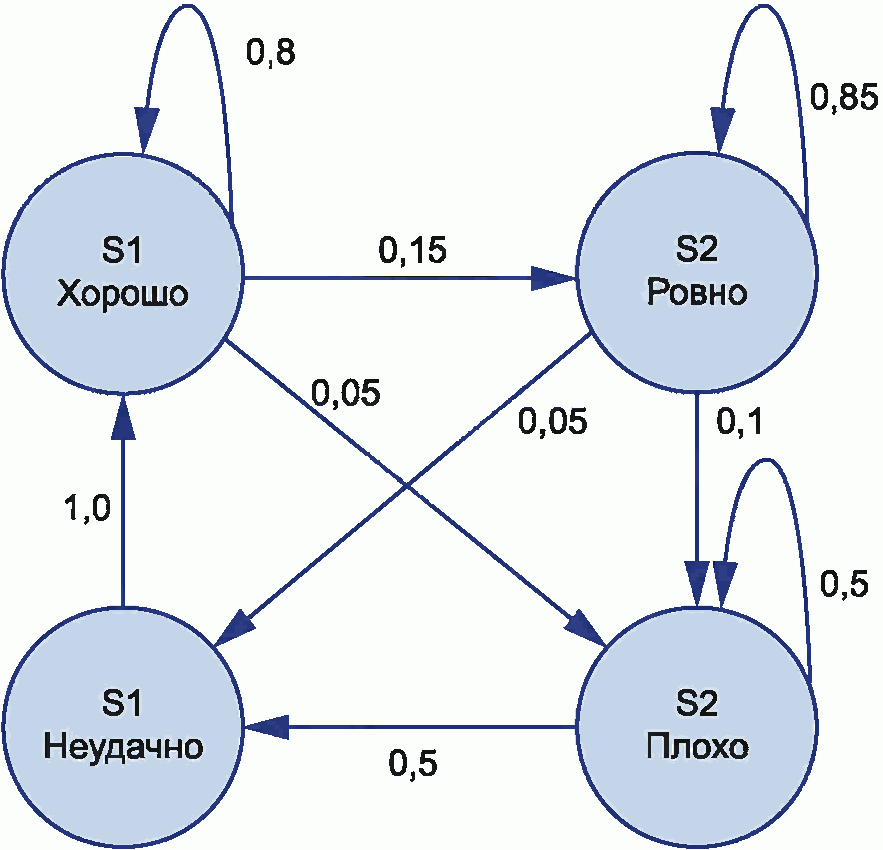 0,8
0,85
S1
Хорошо
0,15
S2
Ровно
0,05
0,05
0,1
1,0
0,5
S1
Неудачно
0,5
S2
Плохо